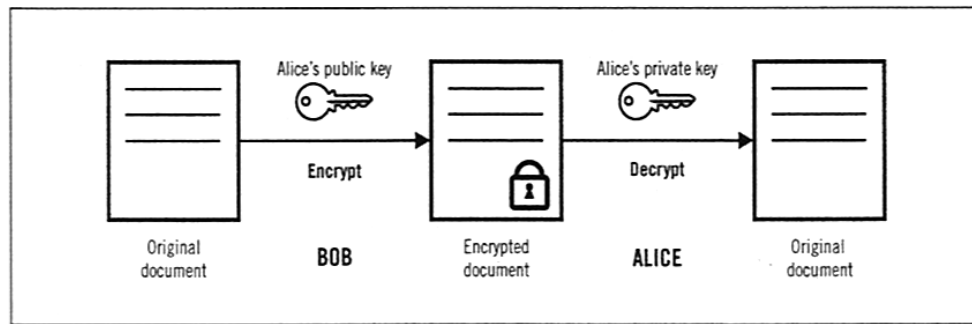 Alice's public key
Alice's private key
Encrypt
Decrypt
Original
document
BOB
Encrypted
document
ALICE
Original
document